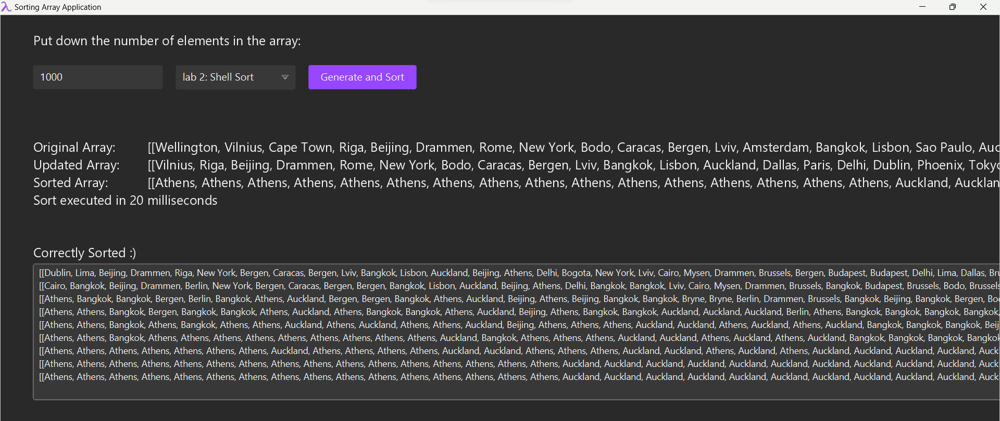 Sorting Array Application
Put down the number of elements in the array:
1000 lab 2: Shell Sort Generate and Sort
Original Array: [[Wellington, Vilnius, Cape Town, Riga, Beijing, Drammen, Rome, New York, Bodo, Caracas, Bergen, Lviv, Amsterdam, Bangkok, Lisbon, Sao Paulo, Auc
Updated Array: [[Vilnius, Riga, Beijing, Drammen, Rome, New York, Bodo, Caracas, Bergen, Lviv, Bangkok, Lisbon, Auckland, Dallas, Paris, Delhi, Dublin, Phoenix, Tokyo
Sorted Array: [[Athens, Athens, Athens, Athens, Athens, Athens, Athens, Athens, Athens, Athens, Athens, Athens, Athens, Athens, Athens, Athens, Auckland, Aucklan
Sort executed in 20 milliseconds
Correctly Sorted :)
[[Dublin, Lima, Beijing, Drammen, Riga, New York, Bergen, Caracas, Bergen, Lviv, Bangkok, Lisbon, Auckland, Beijing, Athens, Delhi, Bogota, New York, Lviv, Cairo, Mysen, Drammen, Brussels, Bergen, Budapest, Budapest, Delhi, Lima, Dallas, Bru
[[Cairo, Bangkok, Beijing, Drammen, Berlin, New York, Bergen, Caracas, Bergen, Bergen, Bangkok, Lisbon, Auckland, Beijing, Athens, Delhi, Bangkok, Bangkok, Lviv, Cairo, Mysen, Drammen, Brussels, Bangkok, Budapest, Brussels, Bodo, Brussels
[[Athens, Bangkok, Bangkok, Bergen, Berlin, Bangkok, Athens, Auckland, Bergen, Bergen, Bangkok, Athens, Auckland, Beijing, Athens, Beijing, Bangkok, Bangkok, Bryne, Bryne, Berlin, Drammen, Brussels, Bangkok, Beijing, Bangkok, Bergen, Bo
[[Athens, Athens, Bangkok, Bergen, Bangkok, Bangkok, Athens, Auckland, Athens, Bangkok, Bangkok, Athens, Auckland, Beijing, Athens, Bangkok, Bangkok, Auckland, Auckland, Auckland, Berlin, Athens, Bangkok, Bangkok, Bangkok, Bangkok,
[[Athens, Athens, Bangkok, Athens, Bangkok, Athens, Athens, Auckland, Athens, Auckland, Athens, Athens, Auckland, Beijing, Athens, Athens, Athens, Auckland, Auckland, Athens, Auckland, Athens, Auckland, Bangkok, Bangkok, Bangkok, Beij
[[Athens, Athens, Bangkok, Athens, Athens, Athens, Athens, Athens, Athens, Athens, Athens, Athens, Auckland, Bangkok, Athens, Athens, Athens, Auckland, Auckland, Athens, Auckland, Athens, Auckland, Bangkok, Bangkok, Bangkok, Bangkok
[[Athens, Athens, Athens, Athens, Athens, Athens, Athens, Auckland, Athens, Athens, Athens, Athens, Auckland, Auckland, Athens, Athens, Athens, Auckland, Auckland, Athens, Auckland, Athens, Auckland, Auckland, Auckland, Auckland, Auck
[[Athens, Athens, Athens, Athens, Athens, Athens, Athens, Athens, Athens, Athens, Athens, Athens, Athens, Athens, Athens, Athens, Auckland, Auckland, Auckland, Auckland, Auckland, Auckland, Auckland, Auckland, Auckland, Auckland, Auck
[[Athens, Athens, Athens, Athens, Athens, Athens, Athens, Athens, Athens, Athens, Athens, Athens, Athens, Athens, Athens, Athens, Auckland, Auckland, Auckland, Auckland, Auckland, Auckland, Auckland, Auckland, Auckland, Auckland, Auck